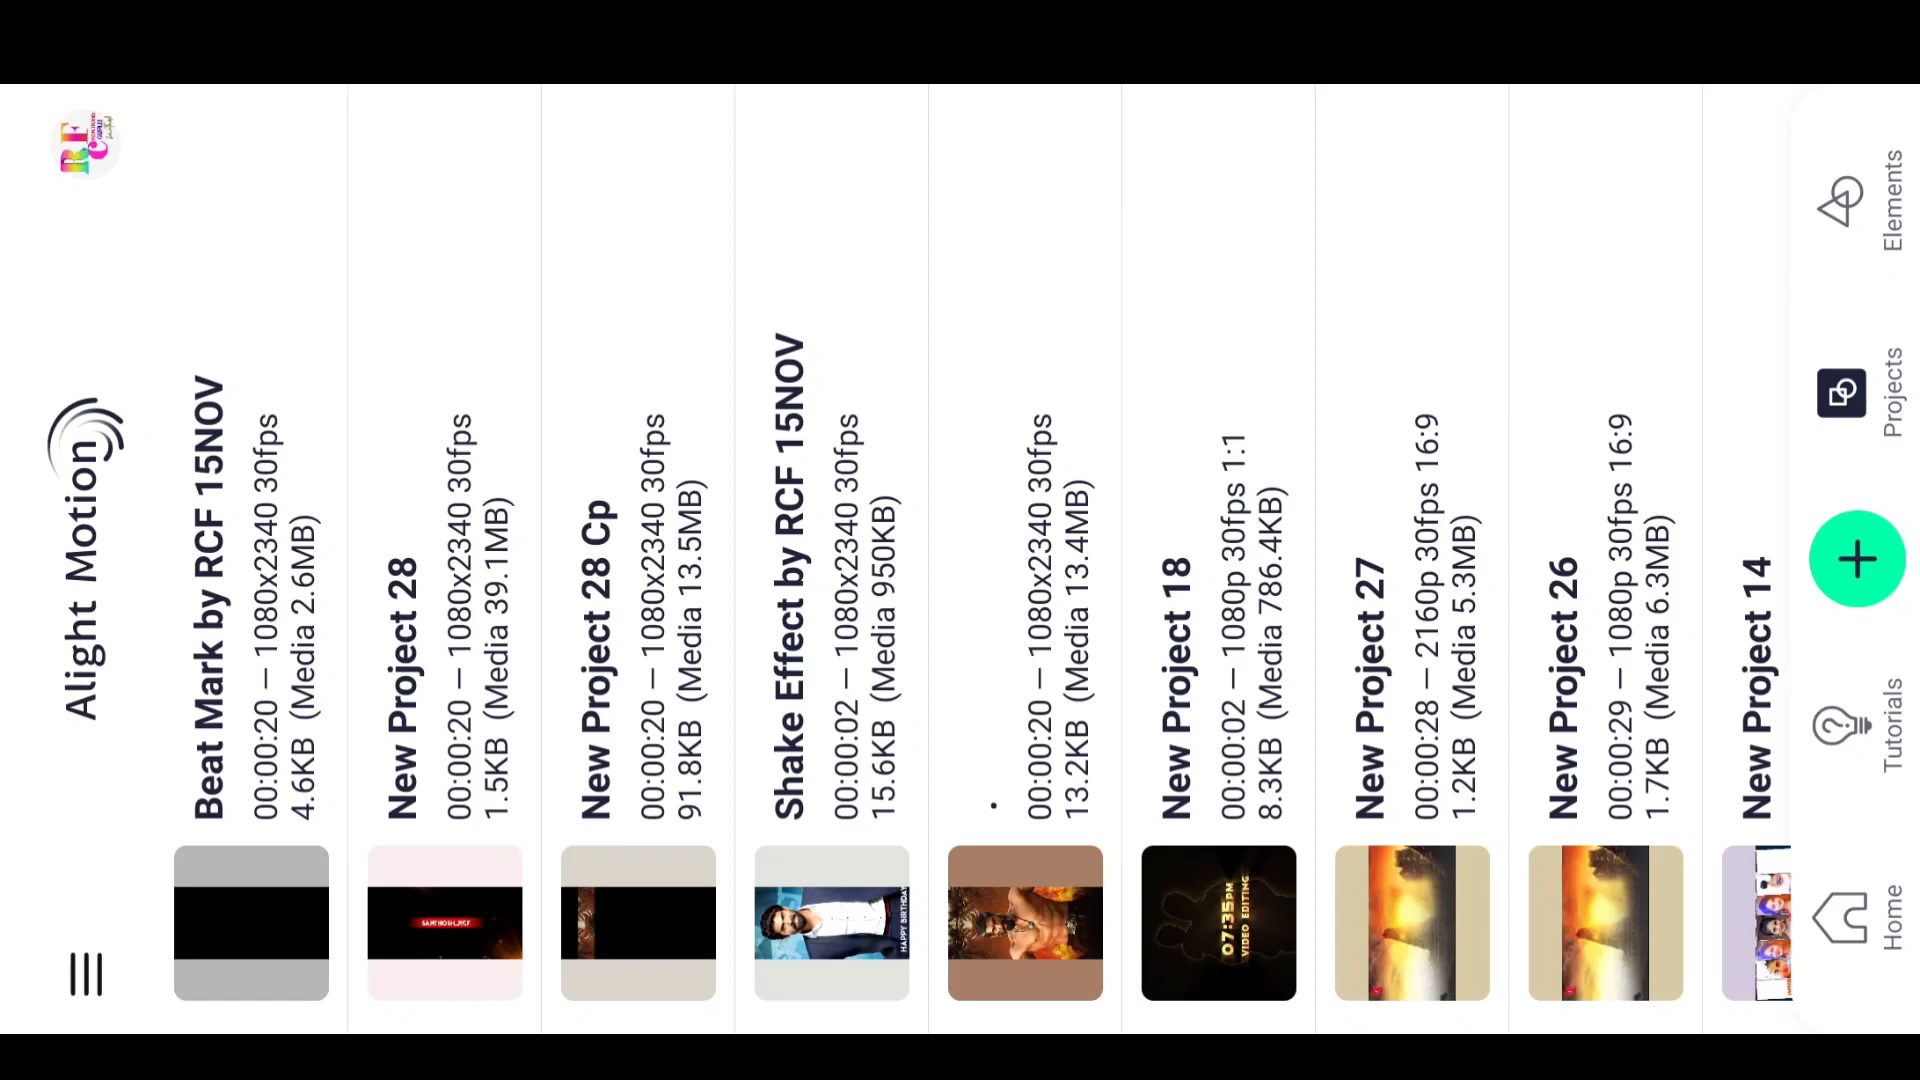 Alight Motion
RF
Beat Mark by RCF 15NOV
00:00:20 — 1080x2340 30fps
4.6KB (Media 2.6MB)
SANTHOSH_RCF
New Project 28
00:00:20 — 1080x2340 30fps
1.5KB (Media 39.1MB)
New Project 28 Cp
00:00:20 — 1080x2340 30fps
91.8KB (Media 13.5MB)
HAPPY BIRTHDAY
Shake Effect by RCF 15NOV
00:00:02 — 1080x2340 30fps
15.6KB (Media 950KB)
.
00:00:20 — 1080x2340 30fps
13.2KB (Media 13.4MB)
07:35PM
VIDEO EDITING
New Project 18
00:00:02 — 1080p 30fps 1:1
8.3KB (Media 786.4KB)
New Project 27
00:00:28 — 2160p 30fps 16:9
1.2KB (Media 5.3MB)
New Project 26
00:00:29 — 1080p 30fps 16:9
1.7KB (Media 6.3MB)
New Project 14
Home
Tutorials
Projects
Elements